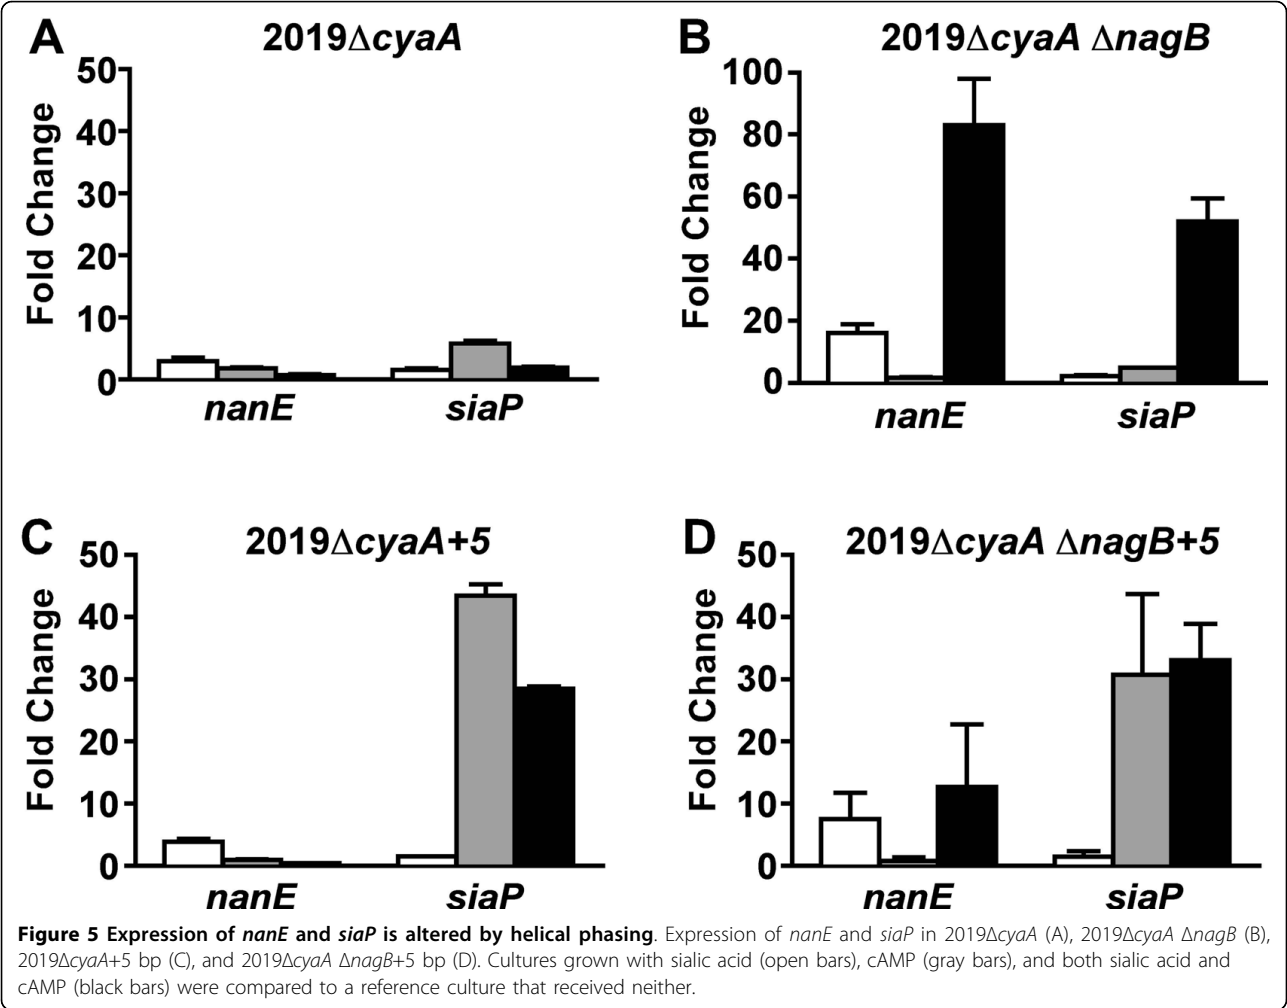 A
2019ΔcyaA
Fold Change
50
40
30
20
10
0
nanE
siaP
B
2019ΔcyaA ΔnagB
Fold Change
100
80
60
40
20
0
nanE
siaP
C
2019ΔcyaA+5
Fold Change
50
40
30
20
10
0
nanE
siaP
D
2019ΔcyaA ΔnagB+5
Fold Change
50
40
30
20
10
0
nanE
siaP
Figure 5 Expression of nanE and siaP is altered by helical phasing. Expression of nanE and siaP in 2019ΔcyaA (A), 2019ΔcyaA ΔnagB (B),
2019ΔcyaA+5 bp (C), and 2019ΔcyaA ΔnagB+5 bp (D). Cultures grown with sialic acid (open bars), cAMP (gray bars), and both sialic acid and
cAMP (black bars) were compared to a reference culture that received neither.